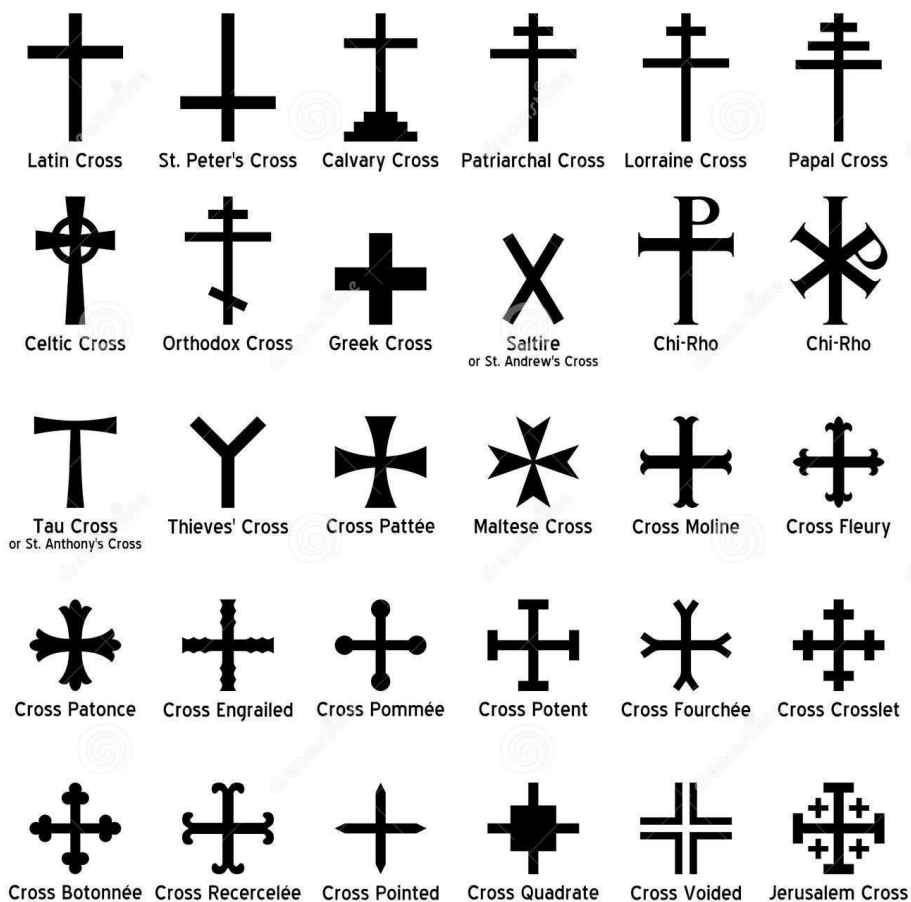 Latin Cross St. Peter's Cross Calvary Cross Patriarchal Cross Lorraine Cross Papal Cross
Celtic Cross Orthodox Cross Greek Cross Saltire Chi-Rho Chi-Rho
or St. Andrew's Cross
Tau Cross Thieves' Cross Cross Pattée Maltese Cross Cross Moline Cross Fleury
or St. Anthony's Cross
Cross Patonce Cross Engrailed Cross Pommée Cross Potent Cross Fourchée Cross Crosslet
Cross Botonnée Cross Recercelée Cross Pointed Cross Quadrate Cross Voided Jerusalem Cross